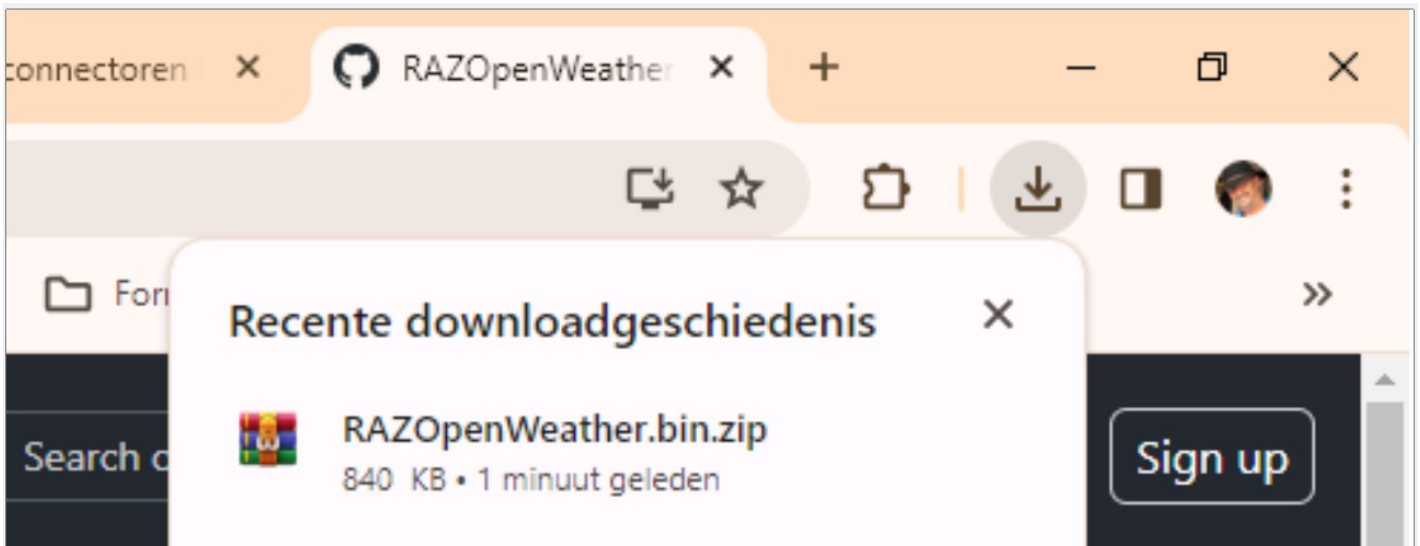 connectoren
RAZOpenWeather
Recente downloadgeschiedenis
RAZOpenWeather.bin.zip
840 KB • 1 minuut geleden
Search
Sign up